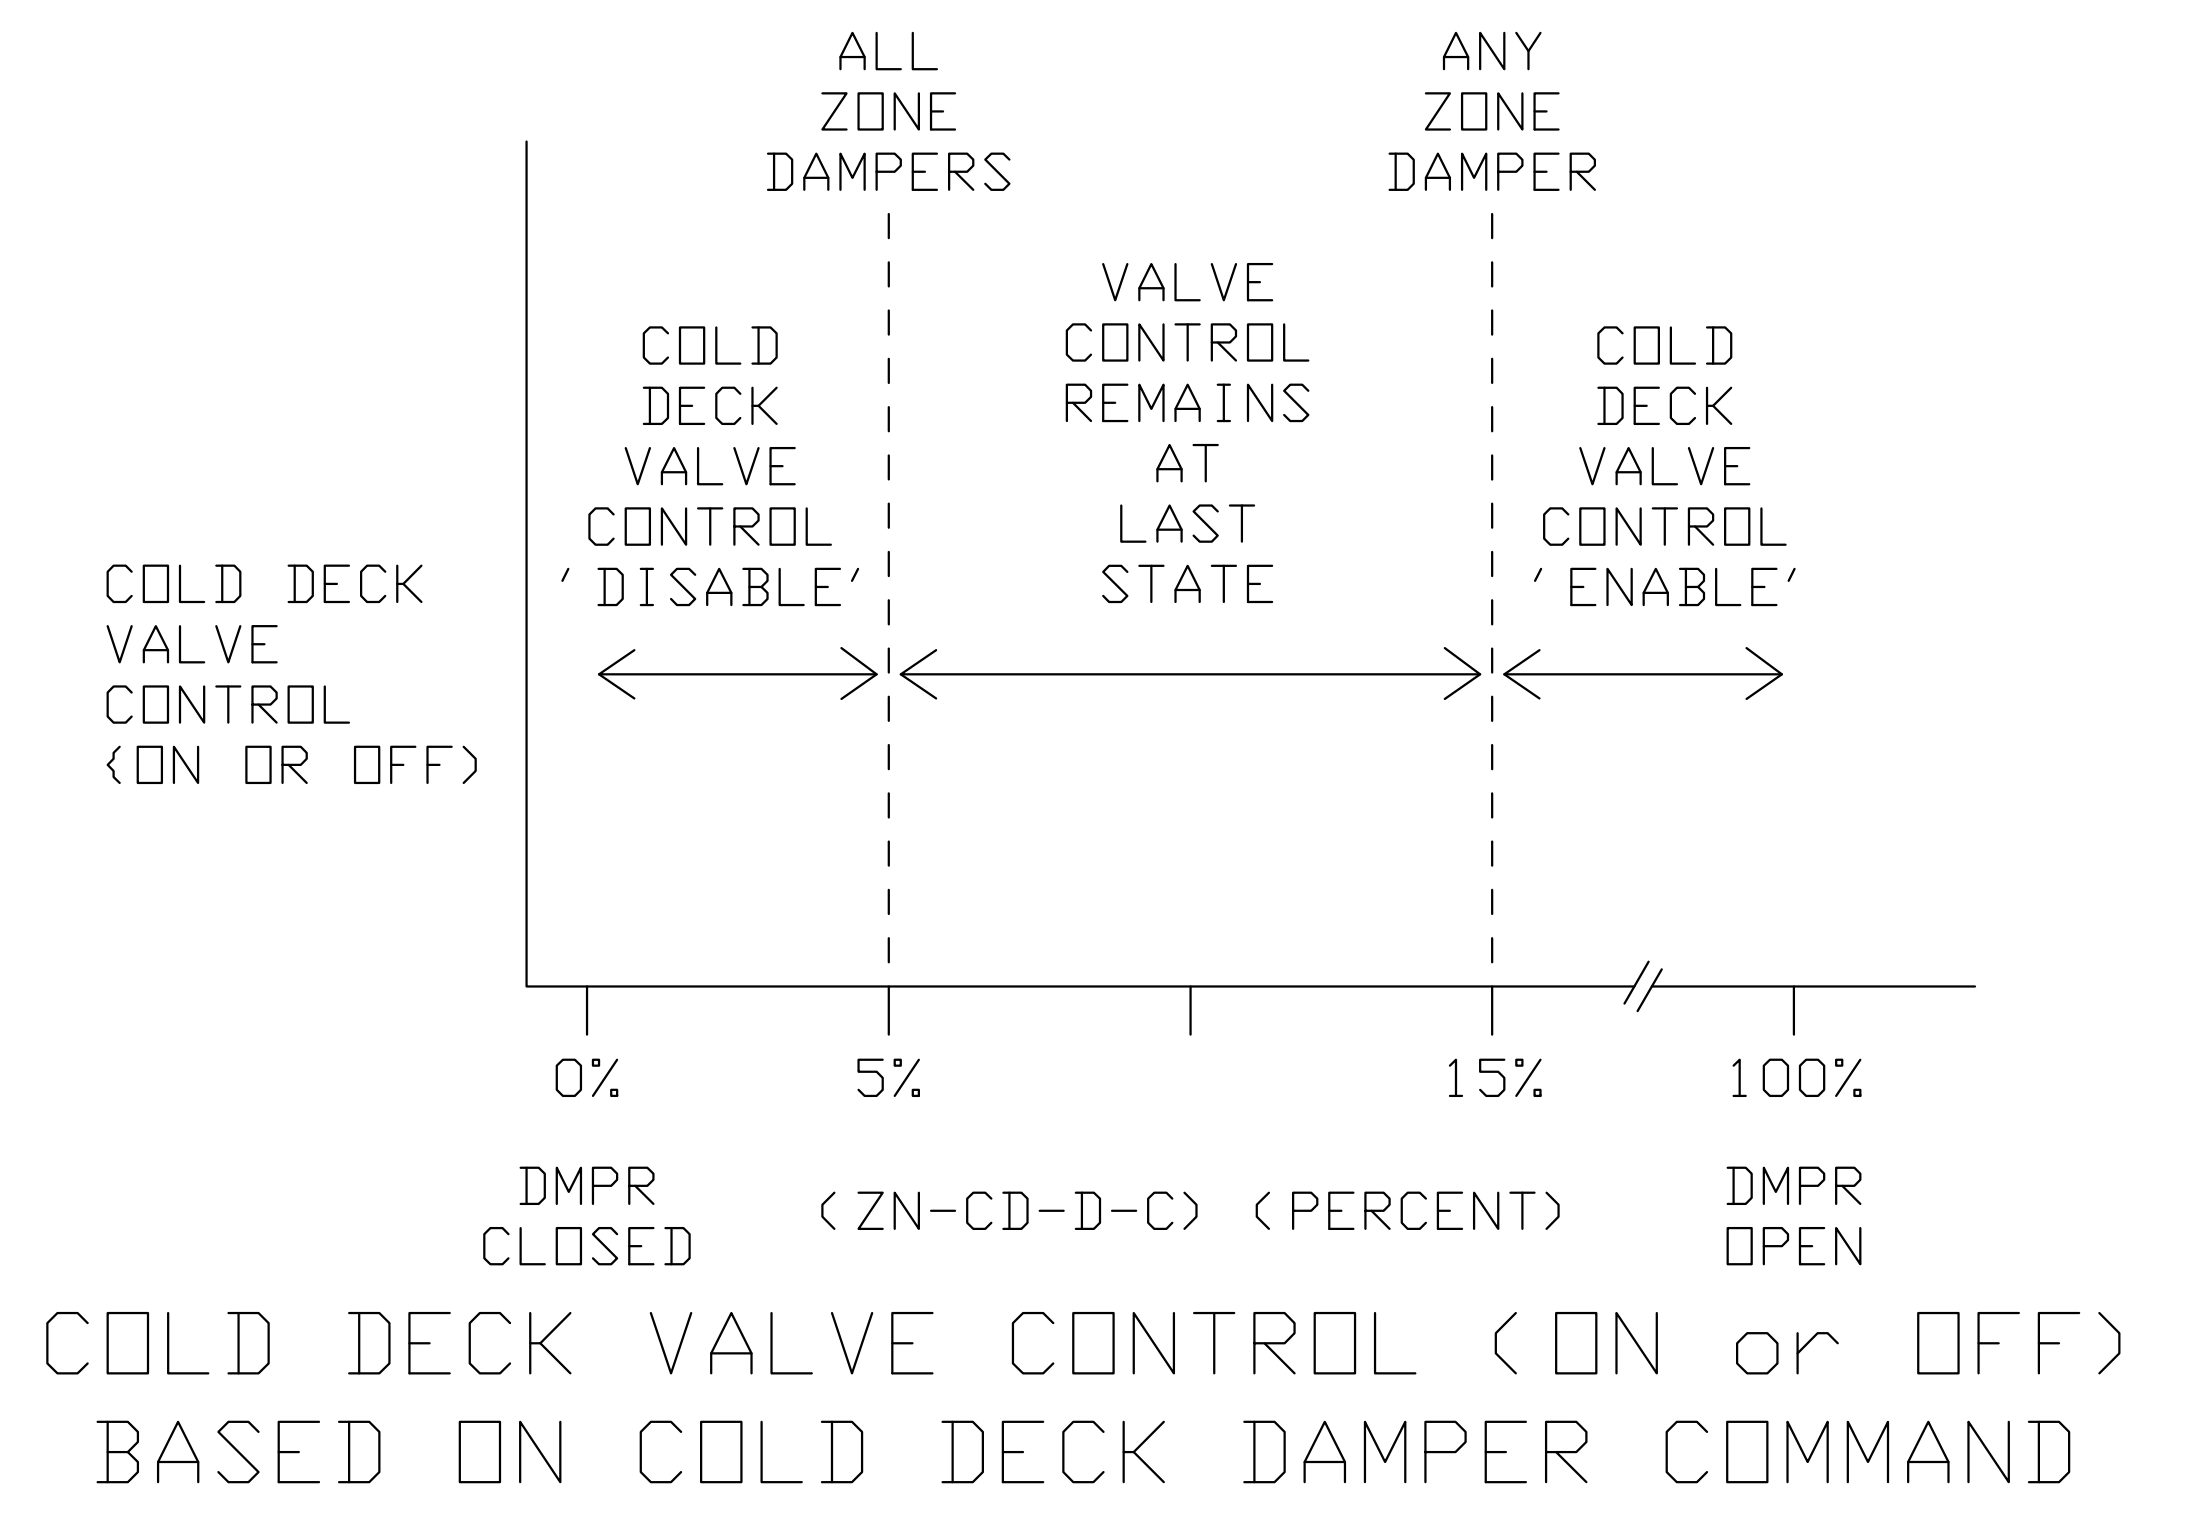 ALL
ZONE
DAMPERS
ANY
ZONE
DAMPER
COLD
DECK
VALVE
CONTROL
'DISABLE'
VALVE
CONTROL
REMAINS
AT
LAST
STATE
COLD
DECK
VALVE
CONTROL
'ENABLE'
COLD DECK
VALVE
CONTROL
{ON OR OFF)
0% 5% 15% 100%
DMPR
CLOSED
(ZN-CD-D-C) (PERCENT)
DMPR
OPEN
COLD DECK VALVE CONTROL (ON or OFF)
BASED ON COLD DECK DAMPER COMMAND